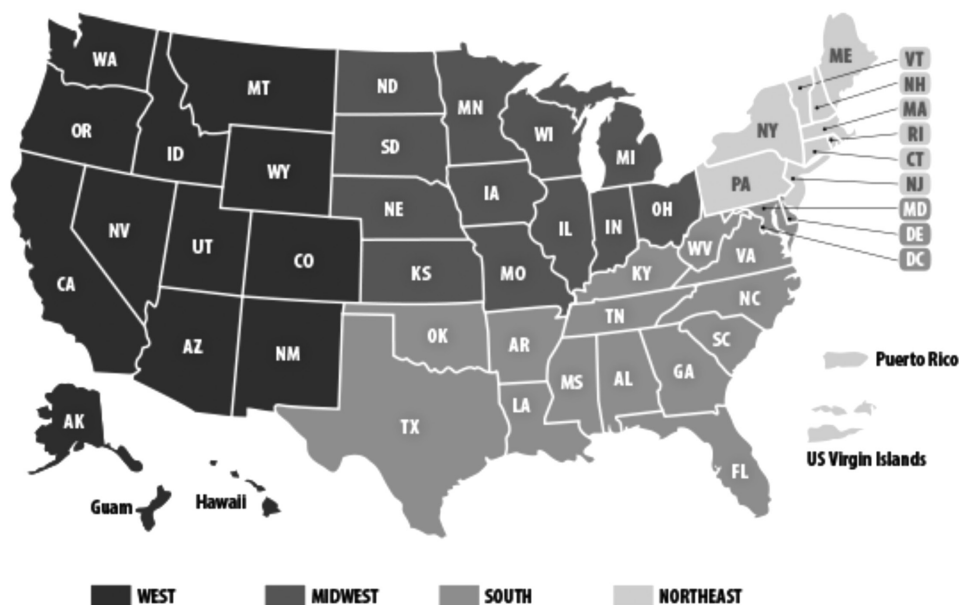 WA
MT
ND
MN
ME
VT
NH
OR
ID
SD
WI
MI
NY
MA
RI
WY
CT
PA
NJ
NV
UT
CO
NE
IA
IL
IN
OH
MD
DE
WV
VA
DC
CA
KS
MO
KY
AZ
NM
OK
AR
TN
NC
SC
MS
AL
GA
Puerto Rico
AK
TX
LA
US Virgin Islands
FL
Guam
Hawaii
WEST
MIDWEST
SOUTH
NORTHEAST